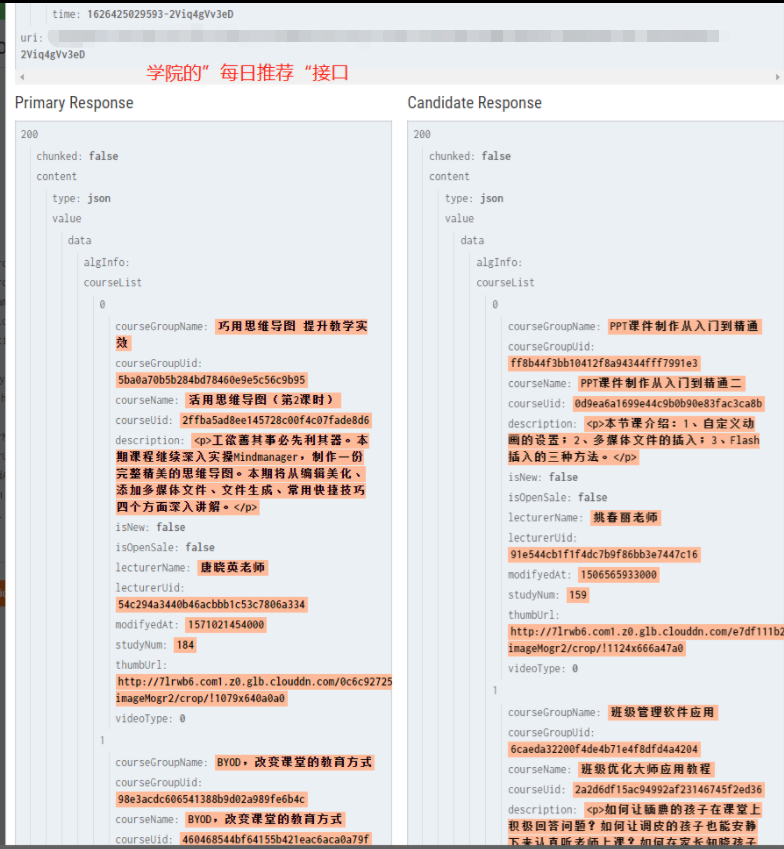 time: 1626425029593-2Viq4gVv3eD
uri:
2Viq4gVv3eD
学院的”每日推荐“接口
Primary Response
200
chunked: false
content
type: json
value
data
algInfo:
courseList
0
courseGroupName: 巧用思维导图 提升教学实
效
courseGroupUid:
5ba0a70b5b284bd78460e9e5c56c9b95
courseName: 活用思维导图（第2课时）
courseUid: 2ffba5ad8ee145728c00f4c07fade8d6
description: <p>工欲善其事必先利其器。本
期课程继续深入实操Mindmanager，制作一份
完整精美的思维导图。本期将从编辑美化、
添加多媒体文件、文件生成、常用快捷技巧
四个方面深入讲解。</p>
isNew: false
isOpenSale: false
lecturerName: 唐晓英老师
lecturerUid:
54c294a3440b46acbbb1c53c7806a334
modifyedAt: 1571021454000
studyNum: 184
thumbUrl:
http://7lrwb6.com1.z0.glb.clouddn.com/0c6c92725
imageMogr2/crop/!1079x640a0a0
videoType: 0
1
courseGroupName: BYOD，改变课堂的教育方式
courseGroupUid:
98e3acdc606541388b9d02a989fe6b4c
courseName: BYOD，改变课堂的教育方式
courseUid: 460468544bf64155b421eac6aca0a79f
Candidate Response
200
chunked: false
content
type: json
value
data
algInfo:
courseList
0
courseGroupName: PPT课件制作从入门到精通
courseGroupUid:
ff8b44f3bb10412f8a94344fff7991e3
courseName: PPT课件制作从入门到精通二
courseUid: 0d9ea6a1699e44c9b0b90e83fac3ca8b
description: <p>本节课介绍：1、自定义动
画的设置；2、多媒体文件的插入；3、Flash
插入的三种方法。</p>
isNew: false
isOpenSale: false
lecturerName: 姚春丽老师
lecturerUid:
91e544cb1f1f4dc7b9f86bb3e7447c16
modifyedAt: 1506565933000
studyNum: 159
thumbUrl:
http://7lrwb6.com1.z0.glb.clouddn.com/e7df111b2
imageMogr2/crop/!1124x666a47a0
videoType: 0
1
courseGroupName: 班级管理软件应用
courseGroupUid:
6caeda32200f4de4b71e4f8dfd4a4204
courseName: 班级优化大师应用教程
courseUid: 2a2d6df15ac94992af23146745f2ed36
description: <p>如何让腼腆的孩子在课堂上
积极回答问题？如何让调皮的孩子也能安静
下来认真听老师上课？如何在家长知晓孩子